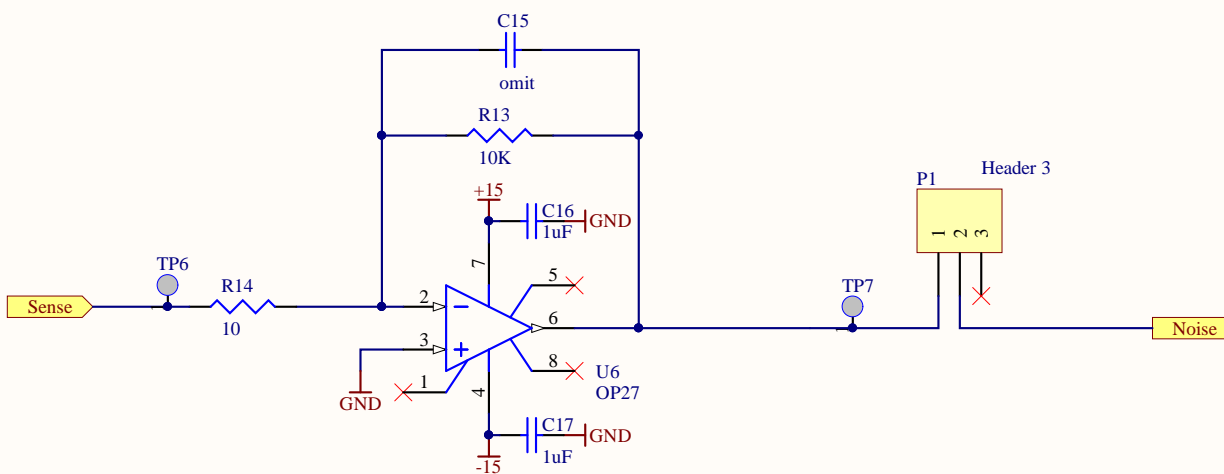 C15
omit
R13
10K
Header 3
P1
+15
C16
GND
1uF
1
2
3
7
TP6
5
TP7
R14
2
Sense
6
Noise
10
3
8
U6
1
4
OP27
GND
C17
GND
1uF
-15